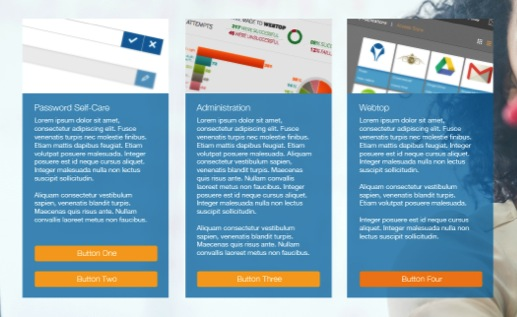 ATTEMPTS
MADE TO WEBTOP
Password Self-Care
Lorem ipsum dolor sit amet,
consectetur adipiscing elit. Fusce
venenatis turpis nec molestie finibus.
Etiam mattis dapibus feugiat. Etiam
volutpat posuere malesuada. Integer
posuere est id neque cursus aliquet.
Integer malesuada nulla non lectus
suscipit sollicitudin.
Aliquam consectetur vestibulum
sapien, venenatis blandit turpis.
Maecenas quis risus ante. Nullam
convallis laoreet metus non faucibus.
Button One
Button Two
Administration
Lorem ipsum dolor sit amet,
consectetur adipiscing elit. Fusce
venenatis turpis nec molestie finibus.
Etiam mattis dapibus feugiat. Etiam
volutpat posuere malesuada. Aliquam
consectetur vestibulum sapien,
venenatis blandit turpis. Maecenas
quis risus ante. Nullam convallis
laoreet metus non faucibus. Integer
posuere est id neque cursus aliquet.
Integer malesuada nulla non lectus
suscipit sollicitudin.
Aliquam consectetur vestibulum
sapien, venenatis blandit turpis.
Maecenas quis risus ante. Nullam
convallis laoreet metus non faucibus.
Button Three
Webtop
Lorem ipsum dolor sit amet,
consectetur adipiscing elit. Fusce
venenatis turpis nec molestie finibus.
Etiam mattis dapibus feugiat. Integer
posuere est id neque cursus aliquet.
Integer malesuada nulla non lectus
suscipit sollicitudin.
Aliquam consectetur vestibulum
sapien, venenatis blandit turpis.
Etiam volutpat posuere malesuada.
Integer posuere est id neque cursus
aliquet. Integer malesuada nulla non
lectus suscipit sollicitudin.
Button Four